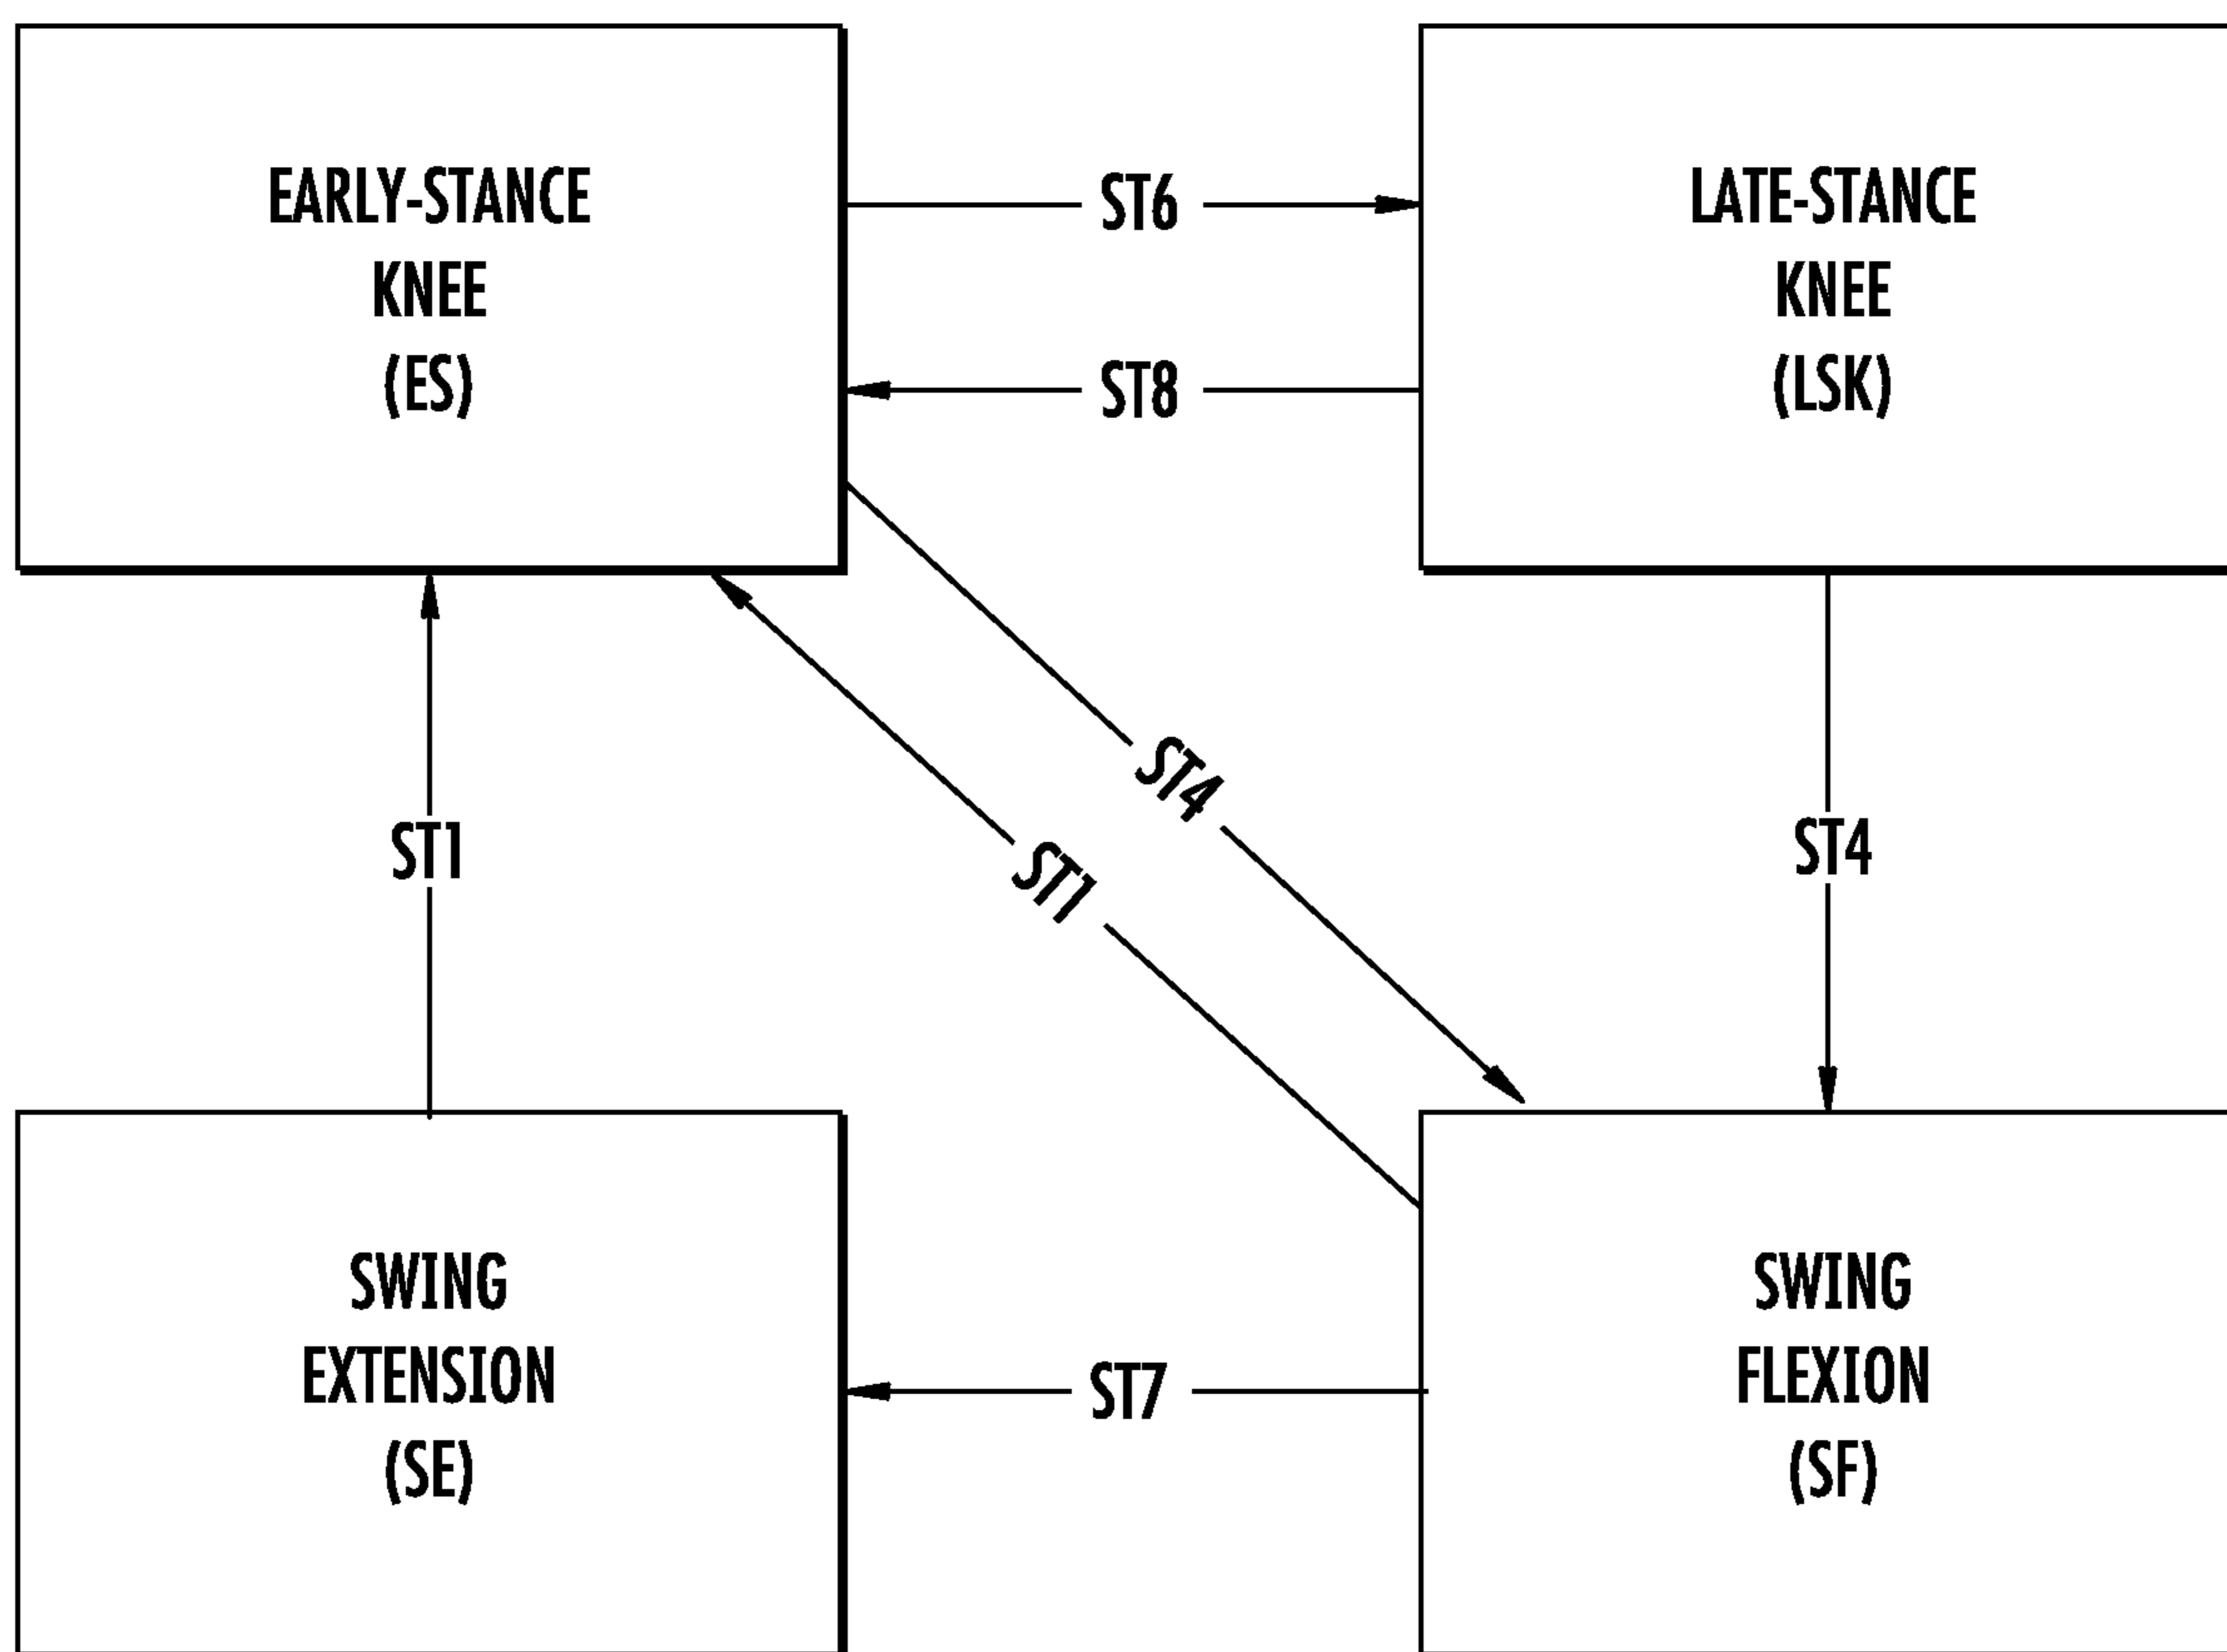 EARLY-STANCE
KNEE
(ES)
ST6
ST8
LATE-STANCE
KNEE
(LSK)
ST1
ST1
ST4
ST4
SWING
EXTENSION
(SE)
ST7
SWING
FLEXION
(SF)